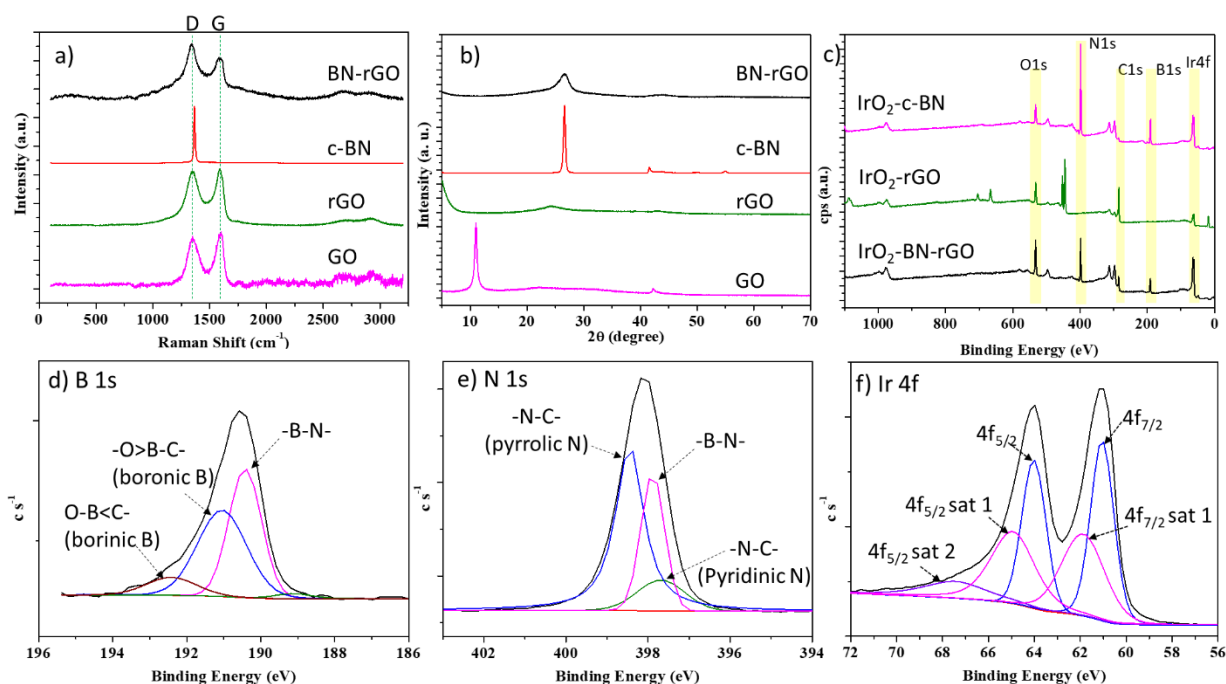 D G
a)
BN-rGO
c-BN
rGO
GO
Intensity (a.u.)
0 500 1000 1500 2000 2500 3000
Raman Shift (cm-1)
b)
BN-rGO
c-BN
rGO
GO
Intensity (a. u.)
10 20 30 40 50 60 70
2θ (degree)
c)
N1s
O1s
C1s
B1s
Ir4f
IrO2-c-BN
IrO2-rGO
IrO2-BN-rGO
cps (a.u.)
1000 800 600 400 200 0
Binding Energy (eV)
d) B 1s
-B-N-
-O>B-C-
(boronic B)
O-B<C-
(borinic B)
c s-1
196 194 192 190 188 186
Binding Energy (eV)
e) N 1s
-N-C-
(pyrrolic N)
-B-N-
-N-C-
(Pyridinic N)
c s-1
402 400 398 396 394
Binding Energy (eV)
f) Ir 4f
4f7/2
4f5/2
4f5/2 sat 1
4f7/2 sat 1
4f5/2 sat 2
c s-1
72 70 68 66 64 62 60 58 56
Binding Energy (eV)